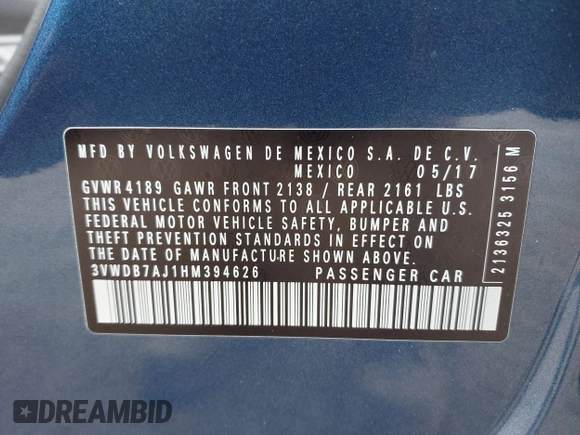 MFD BY VOLKSWAGEN DE MEXICO S.A. DE C.V.
MEXICO 05/17
GVWR 4189 GAWR FRONT 2138 / REAR 2161 LBS
THIS VEHICLE CONFORMS TO ALL APPLICABLE U.S.
FEDERAL MOTOR VEHICLE SAFETY, BUMPER AND
THEFT PREVENTION STANDARDS IN EFFECT ON
THE DATE OF MANUFACTURE SHOWN ABOVE.
3VWDB7AJ1HM394626 PASSENGER CAR
2136325 3156 M
DREAMBID